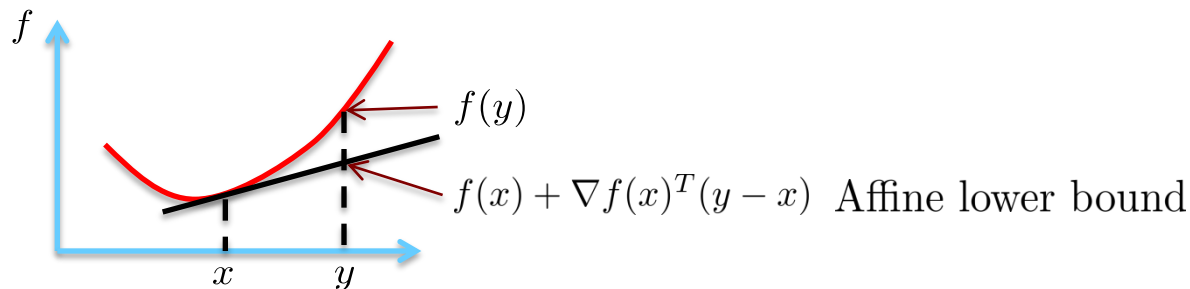 f
f(y)
f(x) + ∇f(x)^T(y − x) Affine lower bound
x y